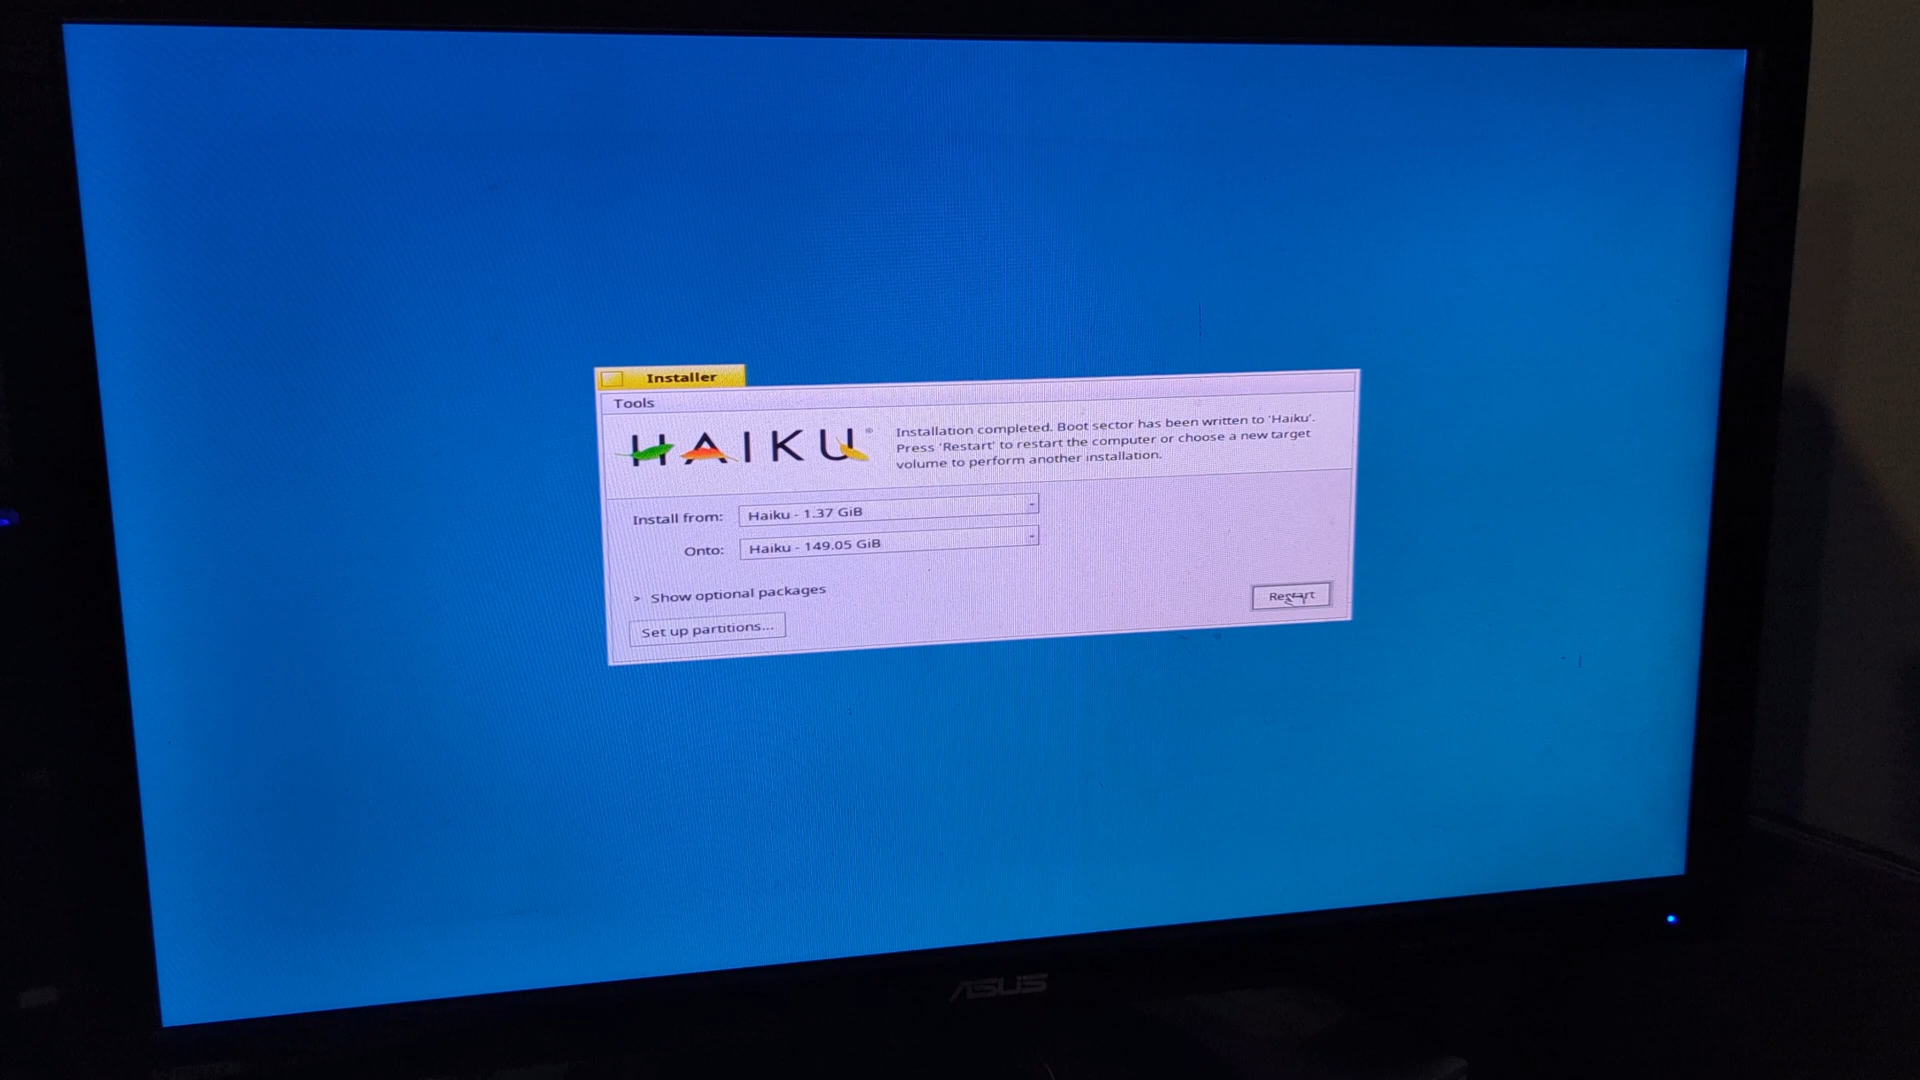 Installer
Tools
HAIKU®
Installation completed. Boot sector has been written to 'Haiku'.
Press 'Restart' to restart the computer or choose a new target
volume to perform another installation.
Install from: Haiku - 1.37 GiB
Onto: Haiku - 149.05 GiB
> Show optional packages
Restart
Set up partitions...
ASUS